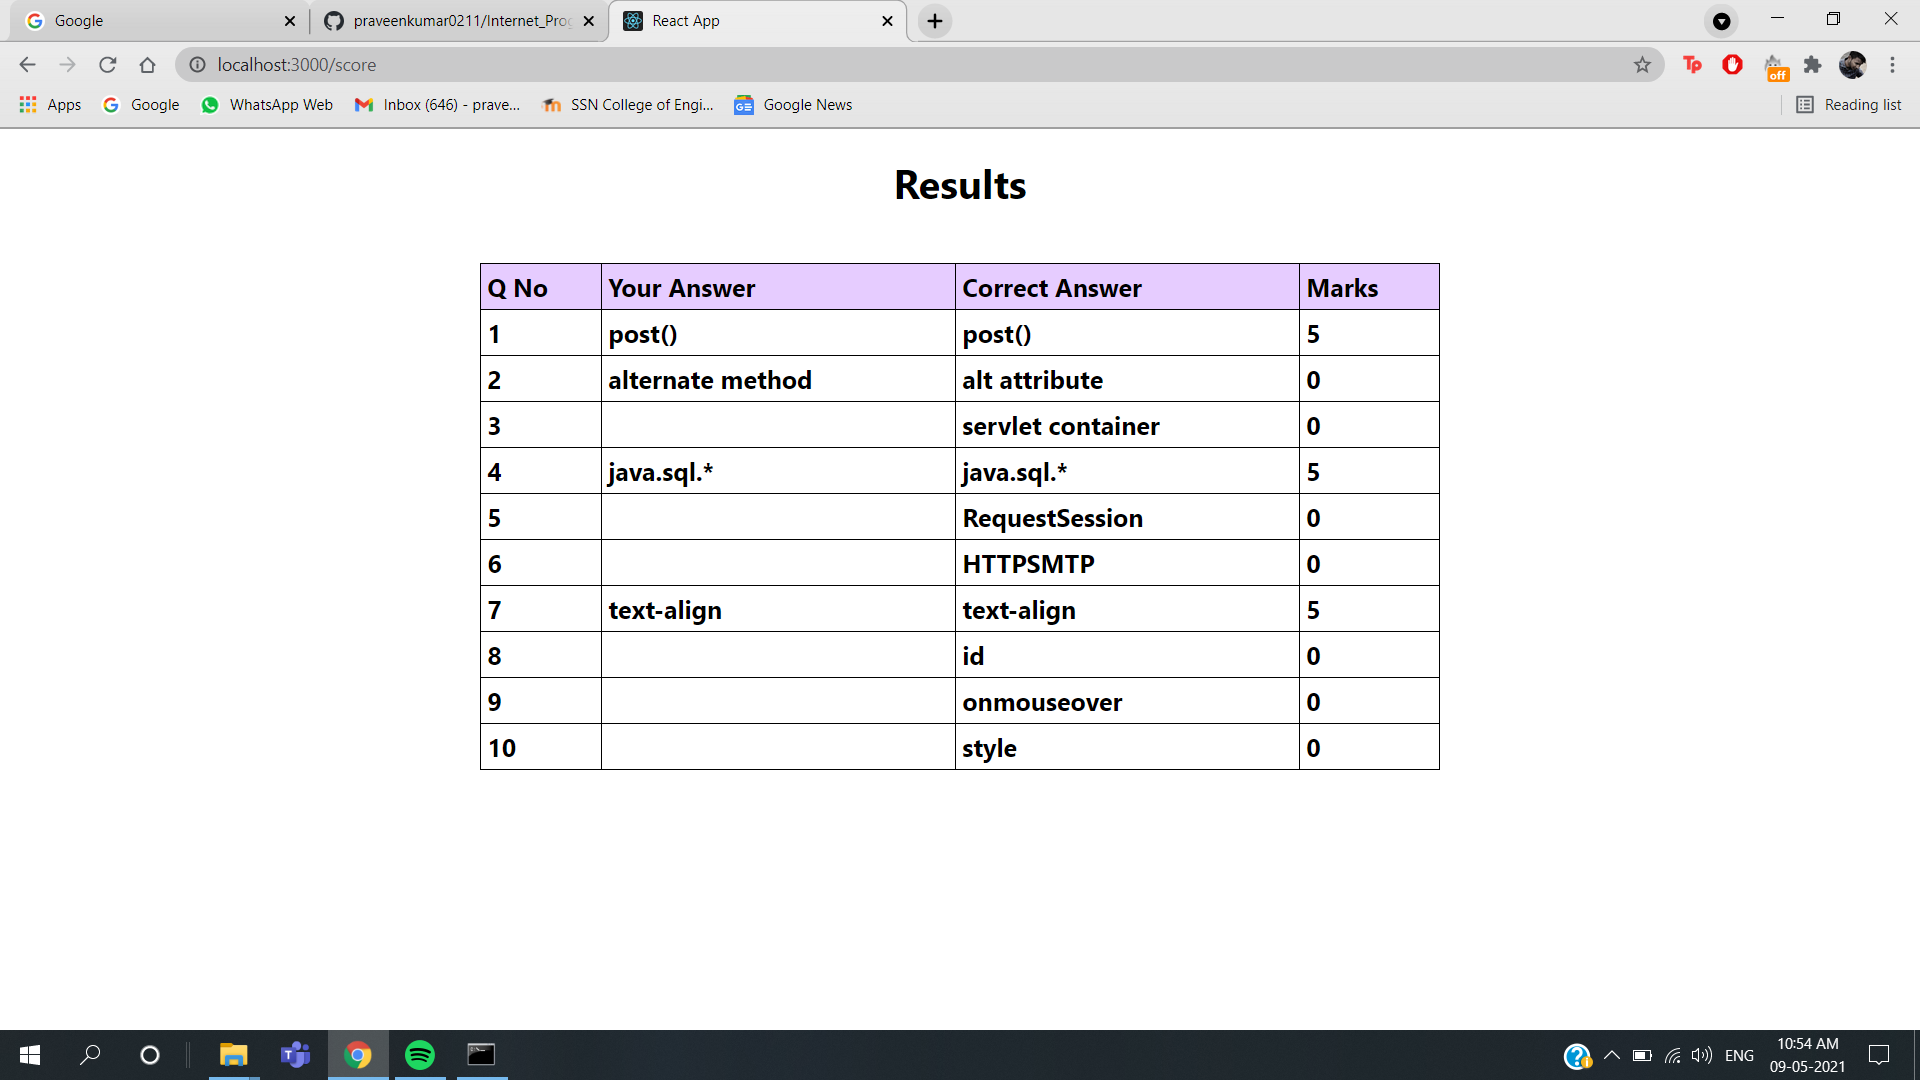 Google
praveenkumar0211/Internet_Prog
React App
localhost:3000/score
Tp
off
Apps
Google
WhatsApp Web
Inbox (646) - prave...
SSN College of Engi...
Google News
Reading list
Results
Q No Your Answer Correct Answer Marks
1 post() post() 5
2 alternate method alt attribute 0
3 servlet container 0
4 java.sql.* java.sql.* 5
5 RequestSession 0
6 HTTPSMTP 0
7 text-align text-align 5
8 id 0
9 onmouseover 0
10 style 0
ENG
10:54 AM
09-05-2021